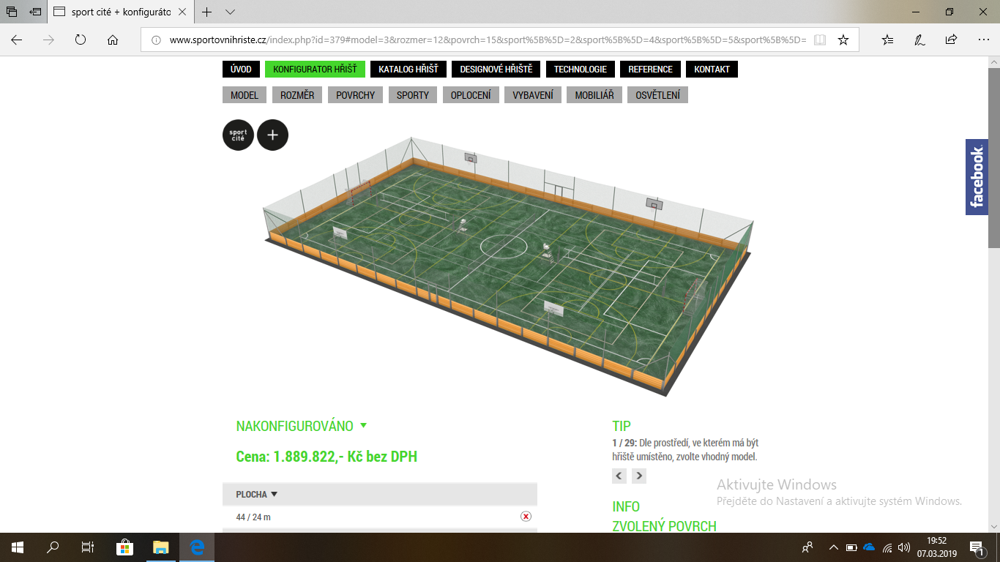 sport cité + konfiguráto
www.sportovnihriste.cz/index.php?id=379#model=3&rozmer=12&povrch=15&sport%5B%5D=2&sport%5B%5D=4&sport%5B%5D=5&sport%5B%5D=
ÚVOD KONFIGURATOR HŘIŠŤ KATALOG HŘIŠŤ DESIGNOVÉ HŘIŠTĚ TECHNOLOGIE REFERENCE KONTAKT
MODEL ROZMĚR POVRCHY SPORTY OPLOCENÍ VYBAVENÍ MOBILIÁŘ OSVĚTLENÍ
sport
cité
facebook
NAKONFIGUROVÁNO
Cena: 1.889.822,- Kč bez DPH
PLOCHA
44 / 24 m
TIP
1 / 29: Dle prostředí, ve kterém má být
hřiště umístěno, zvolte vhodný model.
INFO
ZVOLENÝ POVRCH
Aktivujte Windows
Přejděte do Nastavení a aktivujte systém Windows.
19:52
07.03.2019
1